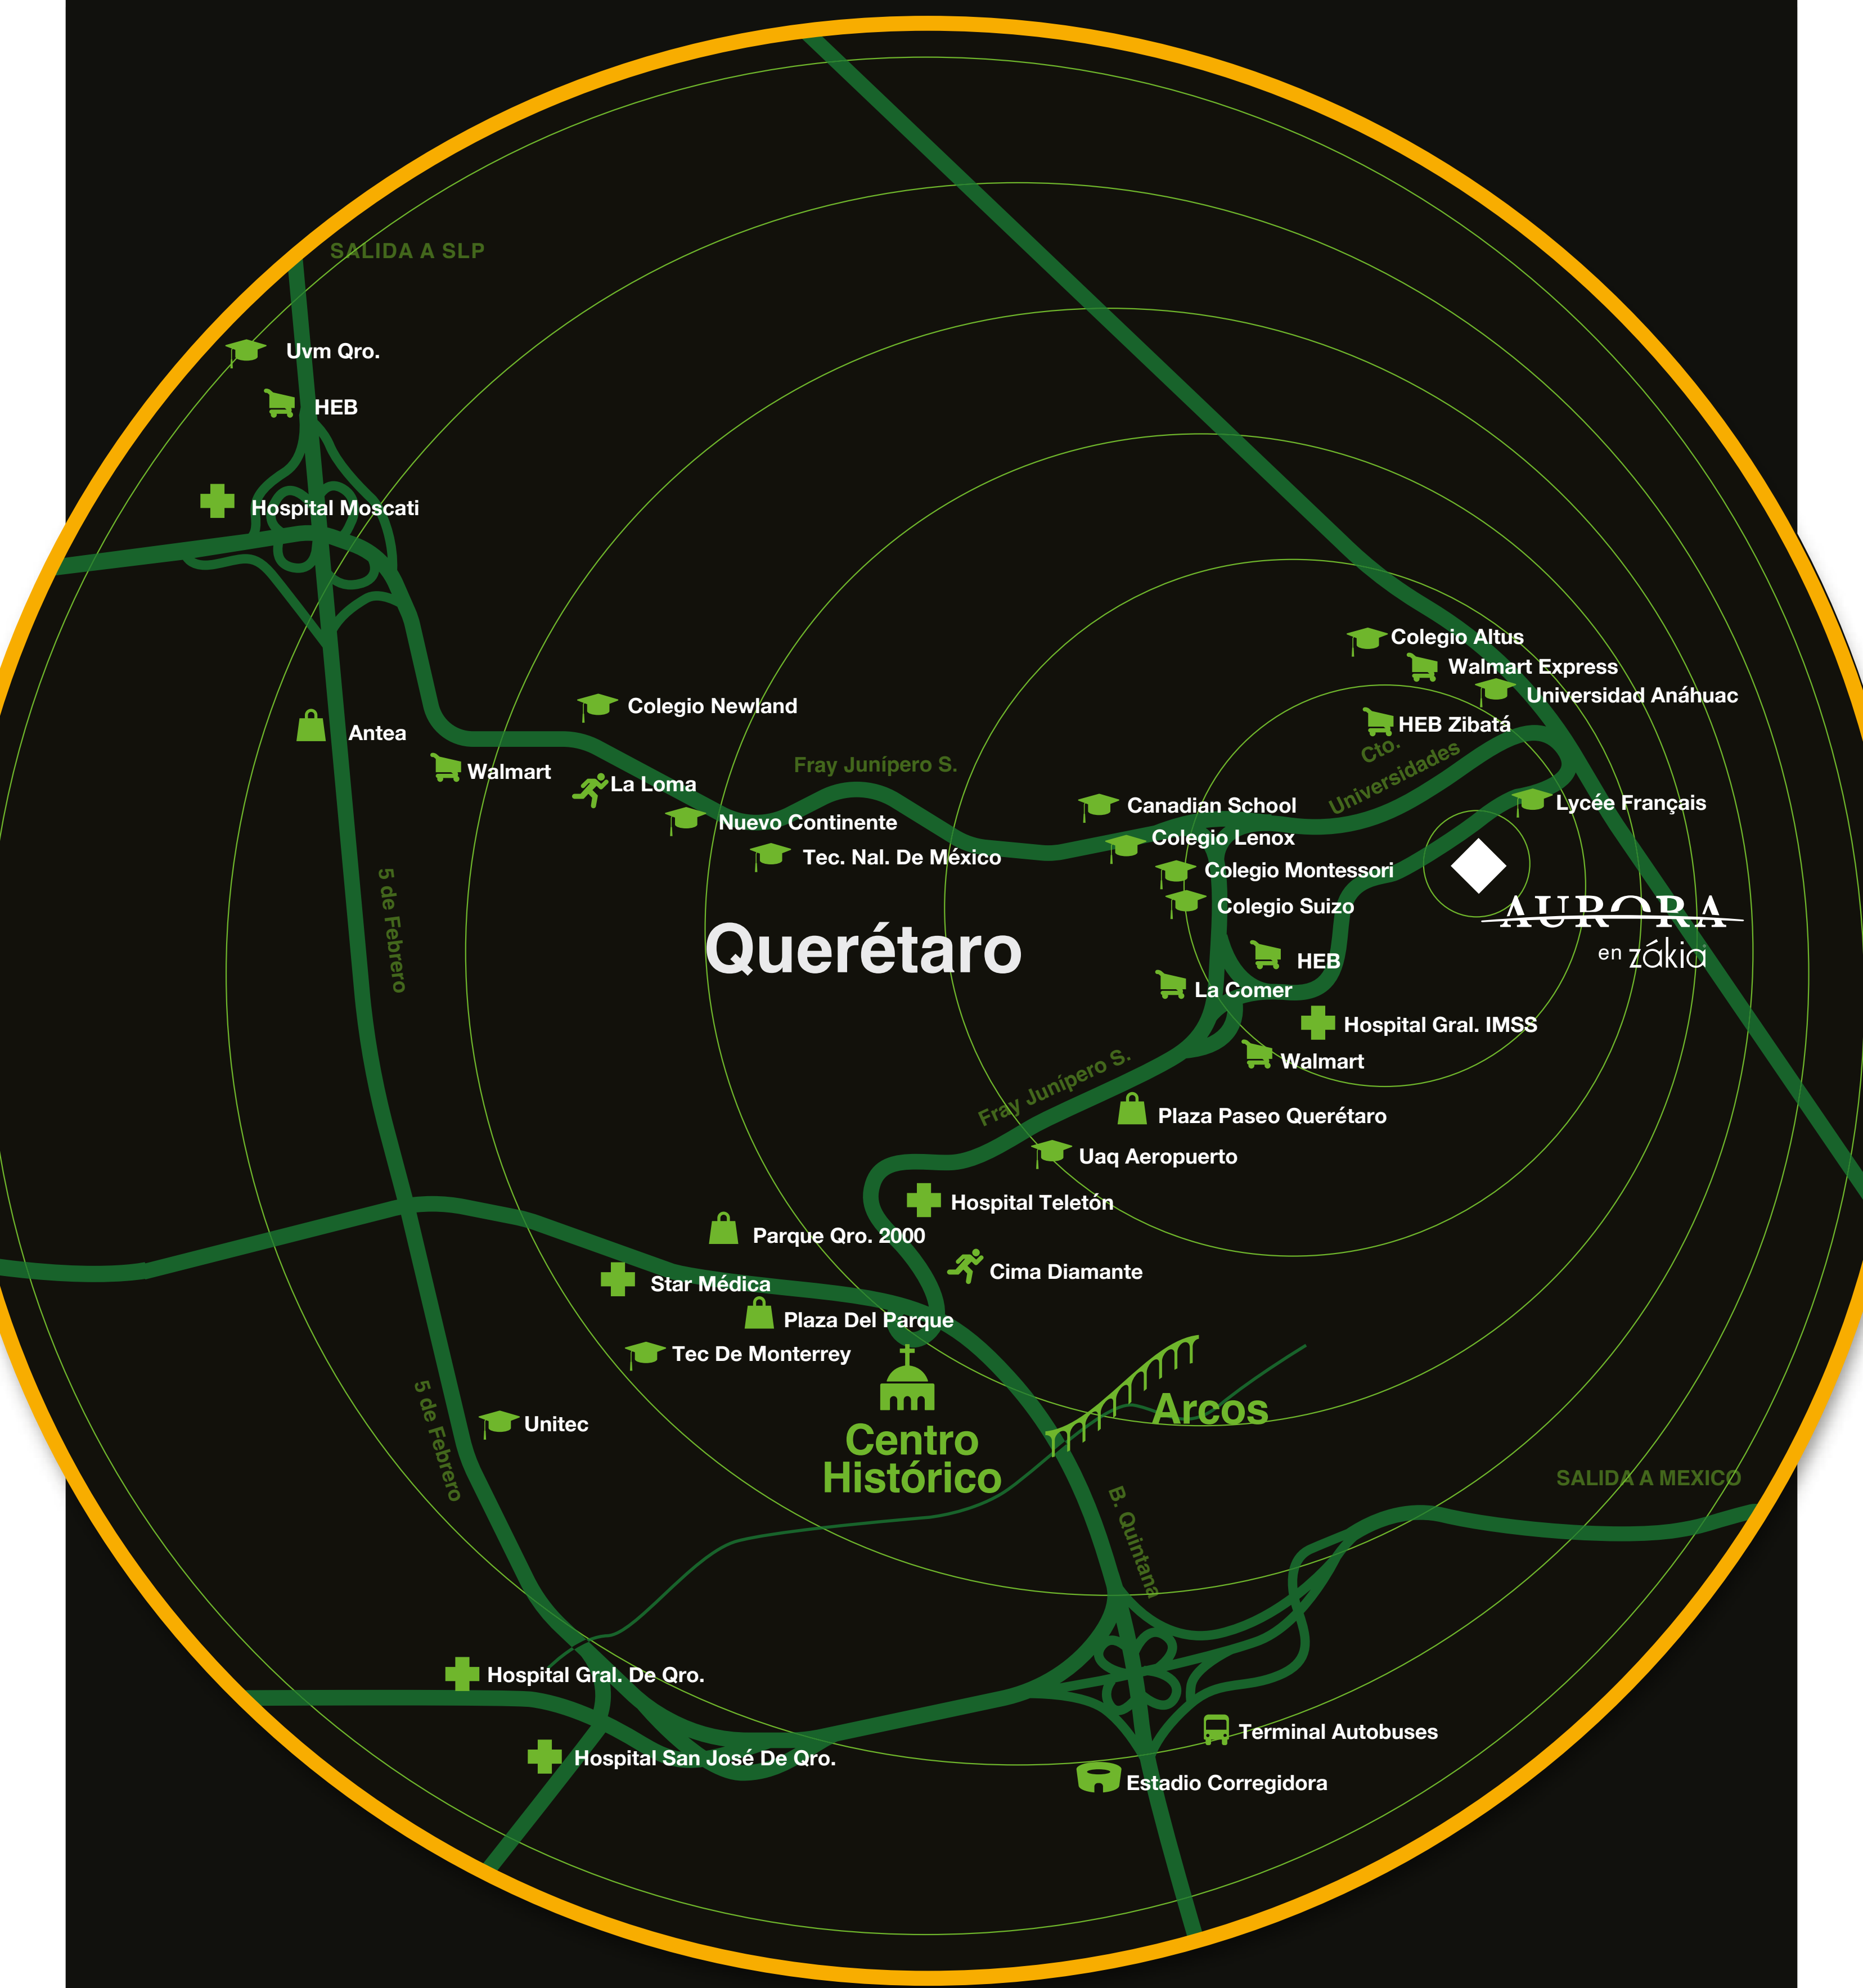 SALIDA A SLP
Uvm Qro.
HEB
Hospital Moscati
Colegio Altus
Walmart Express
Universidad Anáhuac
Colegio Newland
HEB Zibatá
Antea
Cto.
Universidades
Fray Junípero S.
Walmart
La Loma
Canadian School
Lycée Français
Nuevo Continente
Colegio Lenox
Tec. Nal. De México
Colegio Montessori
Colegio Suizo
5 de Febrero
AURORA
en zákia
Querétaro
HEB
La Comer
Hospital Gral. IMSS
Walmart
Fray Junípero S.
Plaza Paseo Querétaro
Uaq Aeropuerto
Hospital Teletón
Parque Qro. 2000
Cima Diamante
Star Médica
Plaza Del Parque
Tec De Monterrey
Arcos
5 de Febrero
Unitec
Centro
Histórico
SALIDA A MEXICO
B. Quintana
Hospital Gral. De Qro.
Terminal Autobuses
Hospital San José De Qro.
Estadio Corregidora